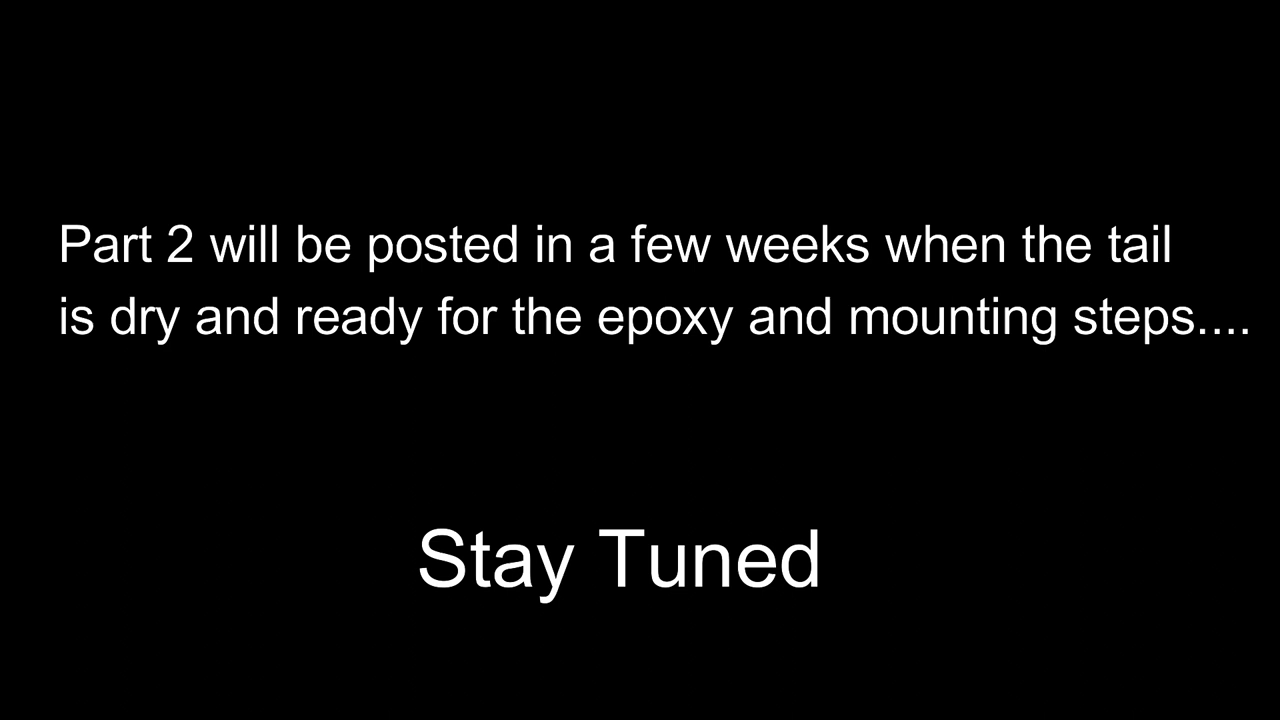 Part 2 will be posted in a few weeks when the tail
is dry and ready for the epoxy and mounting steps....
Stay Tuned